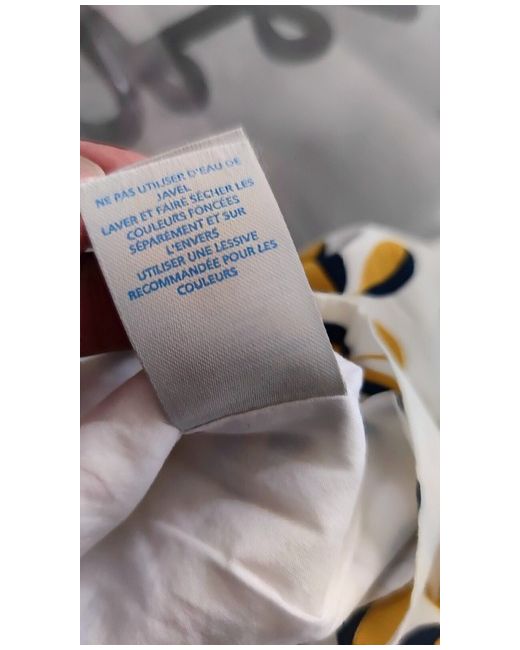 NE PAS UTILISER D'EAU DE
JAVEL
LAVER ET FAIRE SÉCHER LES
COULEURS FONCÉES
SÉPARÉMENT ET SUR
L'ENVERS
UTILISER UNE LESSIVE
RECOMMANDÉE POUR LES
COULEURS